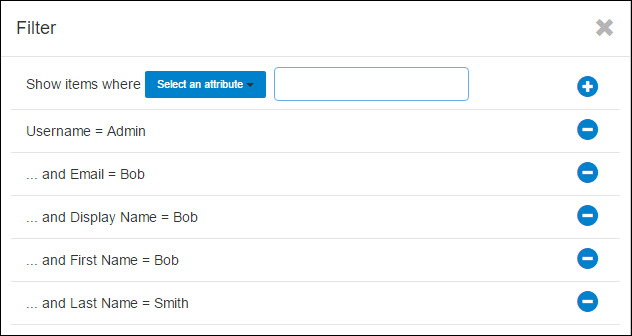 Filter
Show items where Select an attribute
Username = Admin
... and Email = Bob
... and Display Name = Bob
... and First Name = Bob
... and Last Name = Smith